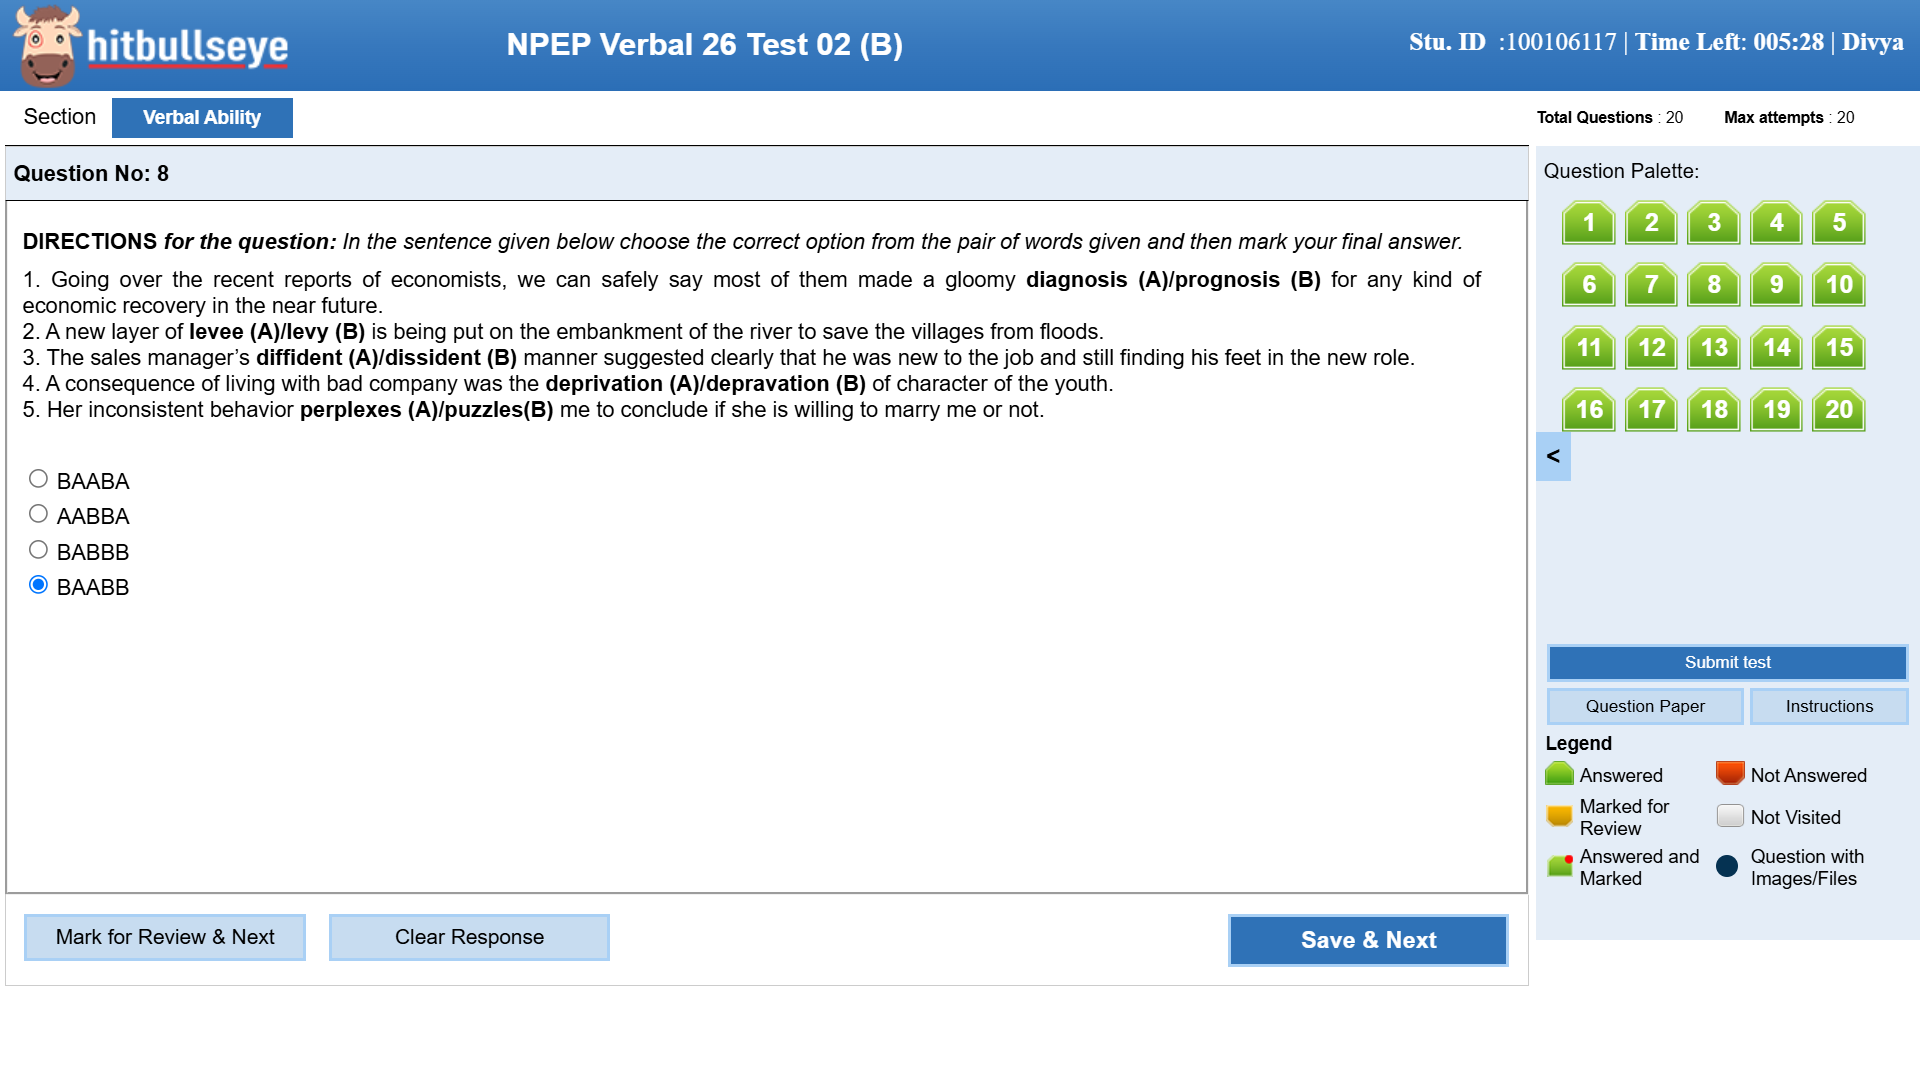 hitbullseye
NPEP Verbal 26 Test 02 (B)
Stu. ID :100106117 | Time Left: 005:28 | Divya
Section
Verbal Ability
Total Questions : 20
Max attempts : 20
Question No: 8
DIRECTIONS for the question: In the sentence given below choose the correct option from the pair of words given and then mark your final answer.
1. Going over the recent reports of economists, we can safely say most of them made a gloomy diagnosis (A)/prognosis (B) for any kind of
economic recovery in the near future.
2. A new layer of levee (A)/levy (B) is being put on the embankment of the river to save the villages from floods.
3. The sales manager’s diffident (A)/dissident (B) manner suggested clearly that he was new to the job and still finding his feet in the new role.
4. A consequence of living with bad company was the deprivation (A)/depravation (B) of character of the youth.
5. Her inconsistent behavior perplexes (A)/puzzles(B) me to conclude if she is willing to marry me or not.
BAABA
AABBA
BABBB
BAABB
Mark for Review & Next
Clear Response
Save & Next
Question Palette:
1 2 3 4 5
6 7 8 9 10
11 12 13 14 15
16 17 18 19 20
<
Submit test
Question Paper
Instructions
Legend
Answered
Not Answered
Marked for
Review
Not Visited
Answered and
Marked
Question with
Images/Files